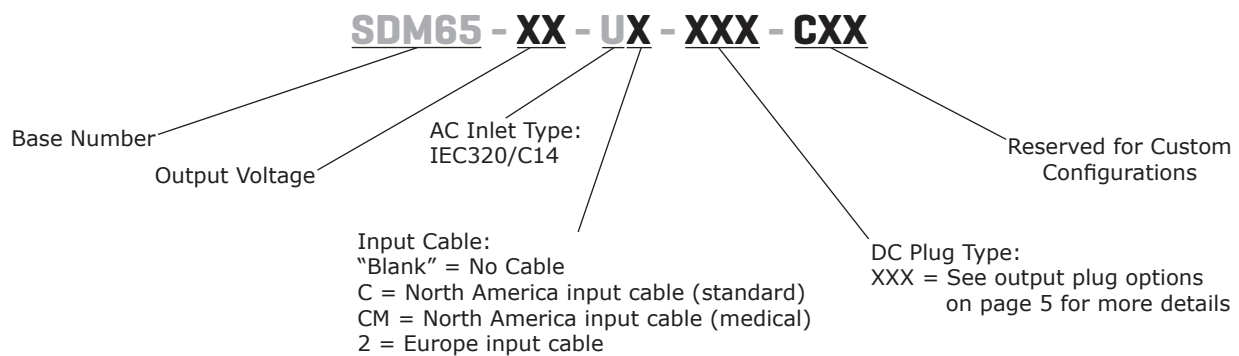 SDM65 - XX - UX - XXX - CXX
Base Number
Output Voltage
AC Inlet Type:
IEC320/C14
Input Cable:
“Blank” = No Cable
C = North America input cable (standard)
CM = North America input cable (medical)
2 = Europe input cable
DC Plug Type:
XXX = See output plug options
on page 5 for more details
Reserved for Custom
Configurations